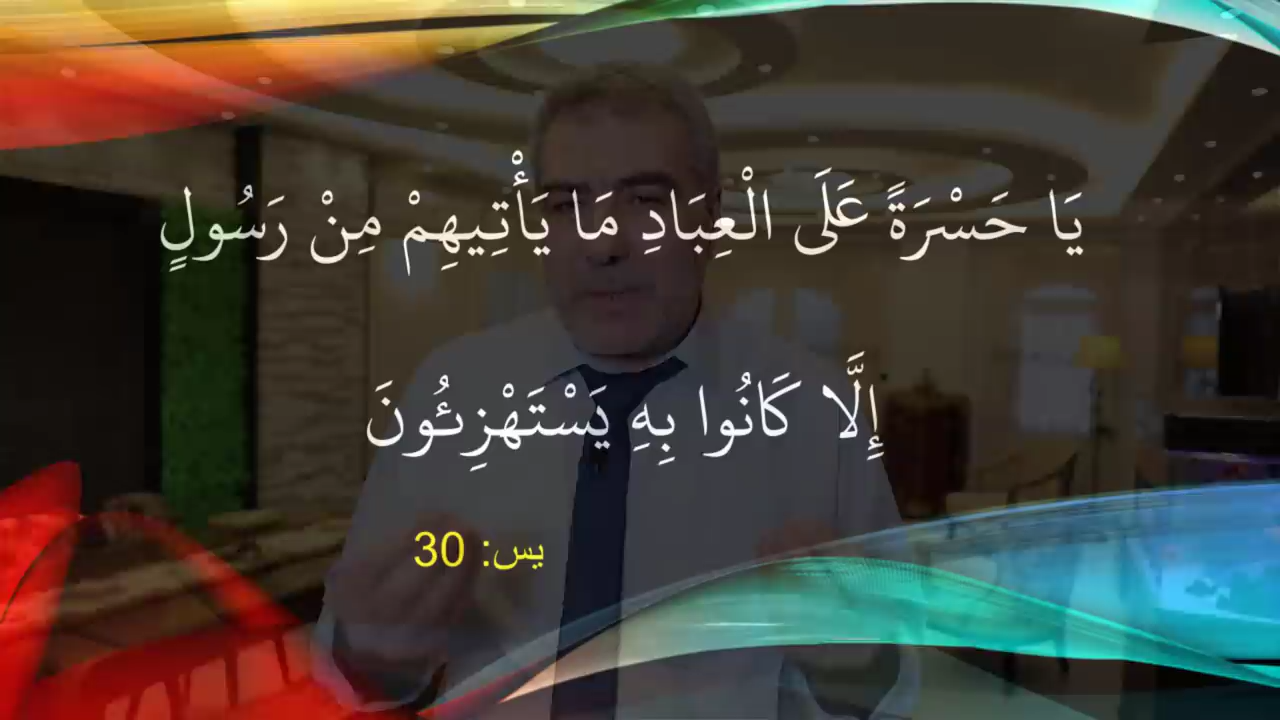 يَا حَسْرَةً عَلَى الْعِبَادِ مَا يَأْتِيهِمْ مِنْ رَسُولٍ
إِلَّا كَانُوا بِهِ يَسْتَهْزِئُونَ
يس: 30